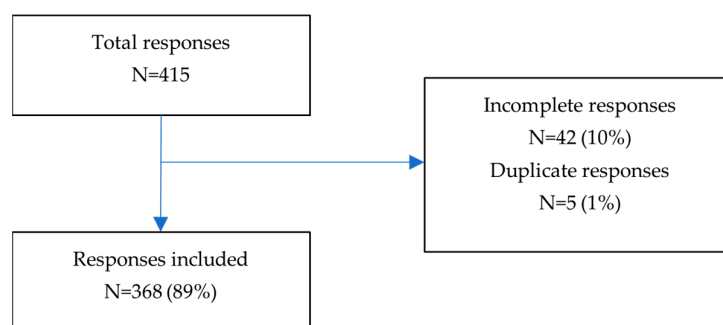 Total responses
N=415
Incomplete responses
N=42 (10%)
Duplicate responses
N=5 (1%)
Responses included
N=368 (89%)